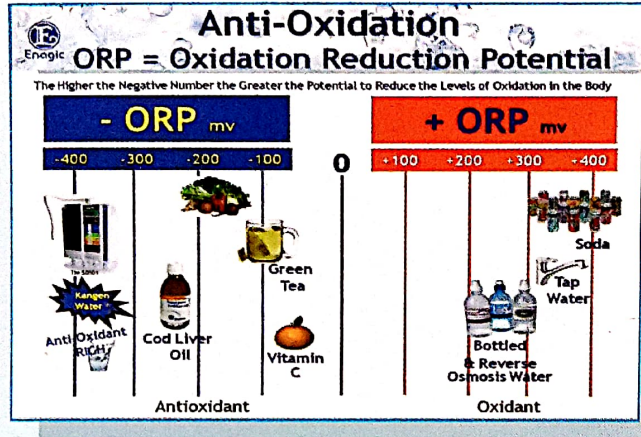 Anti-Oxidation
E
Enagic
ORP = Oxidation Reduction Potential
The Higher the Negative Number the Greater the Potential to Reduce the Levels of Oxidation in the Body
- ORP mv
+ ORP mv
-400 -300 -200 -100 0 +100 +200 +300 +400
Soda
Green
Tea
Tap
Water
Kangen
Water
Anti-Oxidant
RICH
Cod Liver
Oil
Vitamin
C
Bottled
& Reverse
Osmosis Water
Antioxidant
Oxidant